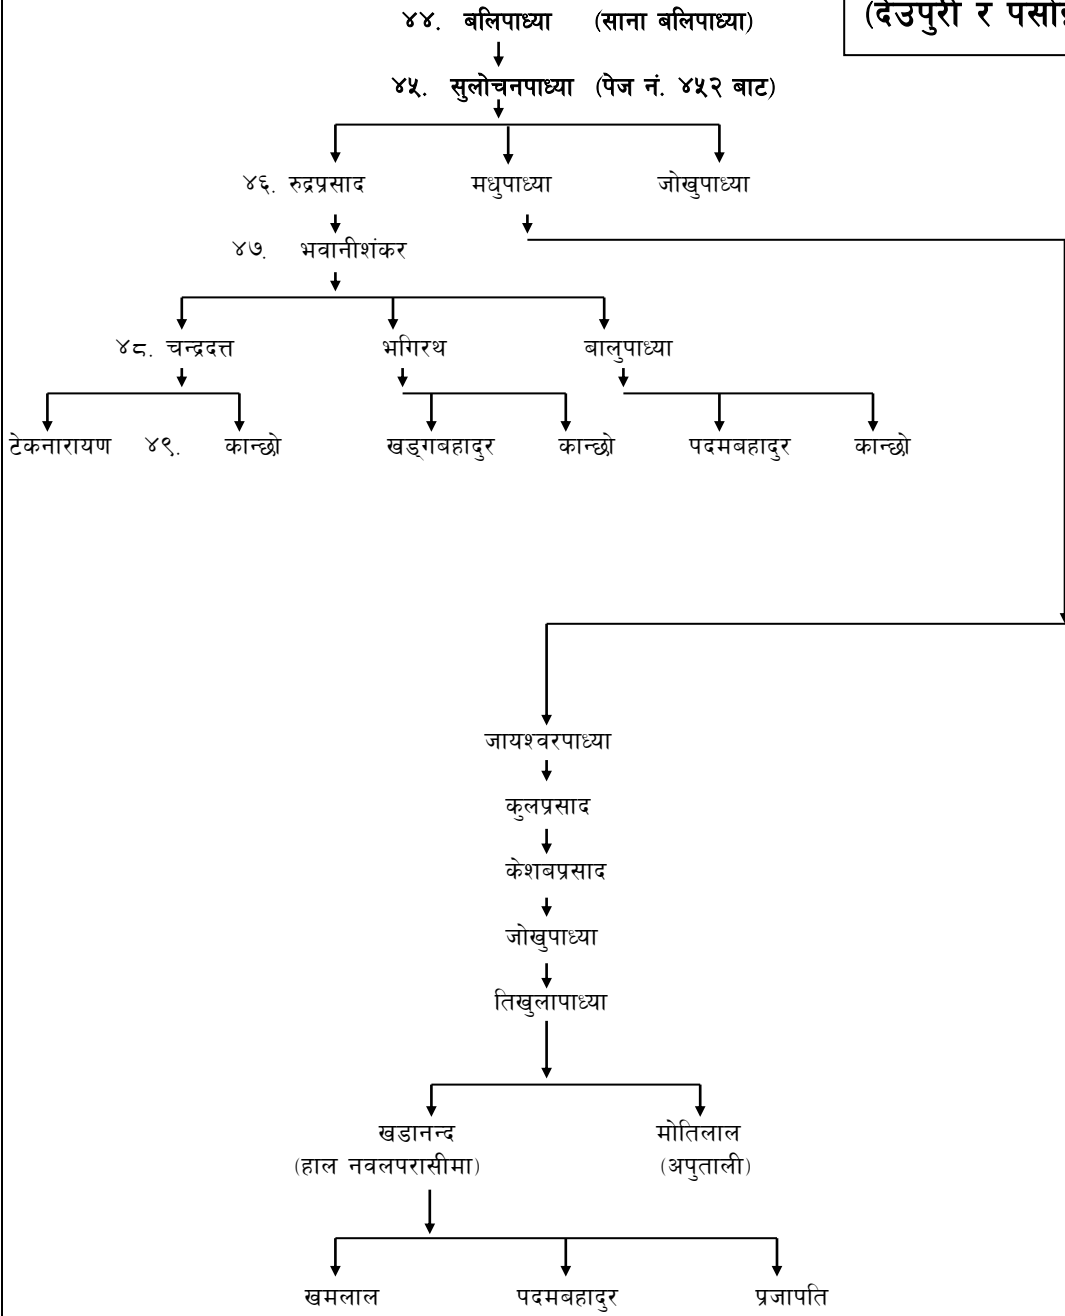 ४४. बलिपाध्या (साना बलिपाध्या)
(देउपुरी र
४५. सुलोचनपाध्या (पेज नं. ४५२ बाट)
४६. रुद्रप्रसाद मधुपाध्या जोखुपाध्या
४७. भवानीशंकर
४८. चन्द्रदत्त भगिरथ बालुपाध्या
टेकनारायण ४९. कान्छो खड्गबहादुर कान्छो पदमबहादुर कान्छो
जायश्वरपाध्या
कुलप्रसाद
केशबप्रसाद
जोखुपाध्या
तिखुलापाध्या
खडानन्द मोतिलाल
(हाल नवलपरासीमा) (अपुताली)
खमलाल पदमबहादुर प्रजापति